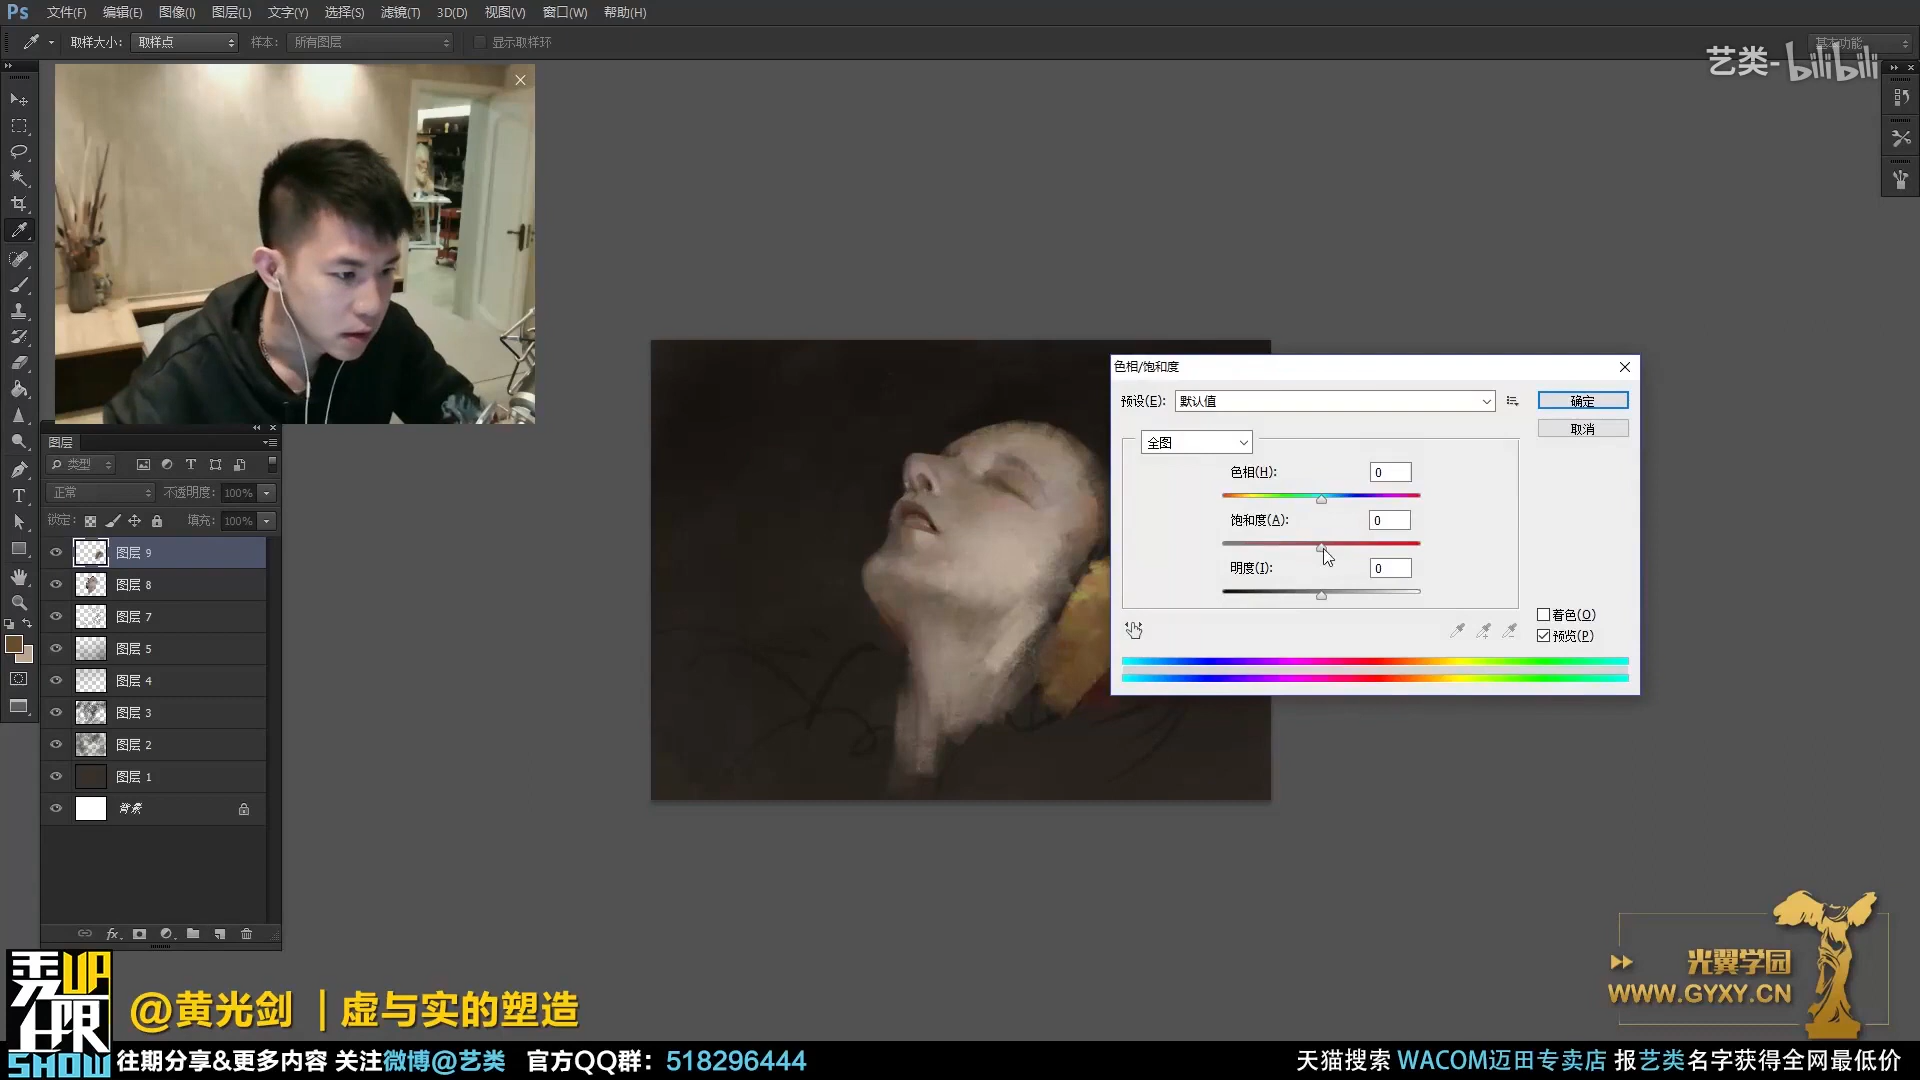 Ps 文件(F) 编辑(E) 图像(I) 图层(L) 文字(Y) 选择(S) 滤镜(T) 3D(D) 视图(V) 窗口(W) 帮助(H)
取样大小: 取样点 样本: 所有图层 显示取样环 基本功能
艺类-bilibili
色相/饱和度
预设(E): 默认值 确定
取消
全图
色相(H): 0
饱和度(A): 0
明度(I): 0
着色(O)
预览(P)
图层
类型
正常 不透明度: 100%
锁定: 填充: 100%
图层 9
图层 8
图层 7
图层 5
图层 4
图层 3
图层 2
图层 1
背景
fx
光翼学园
WWW.GYXY.CN
UP
SHOW
@黄光剑 | 虚与实的塑造
往期分享&更多内容 关注微博@艺类 官方QQ群: 518296444
天猫搜索 WACOM迈田专卖店 报艺类名字获得全网最低价